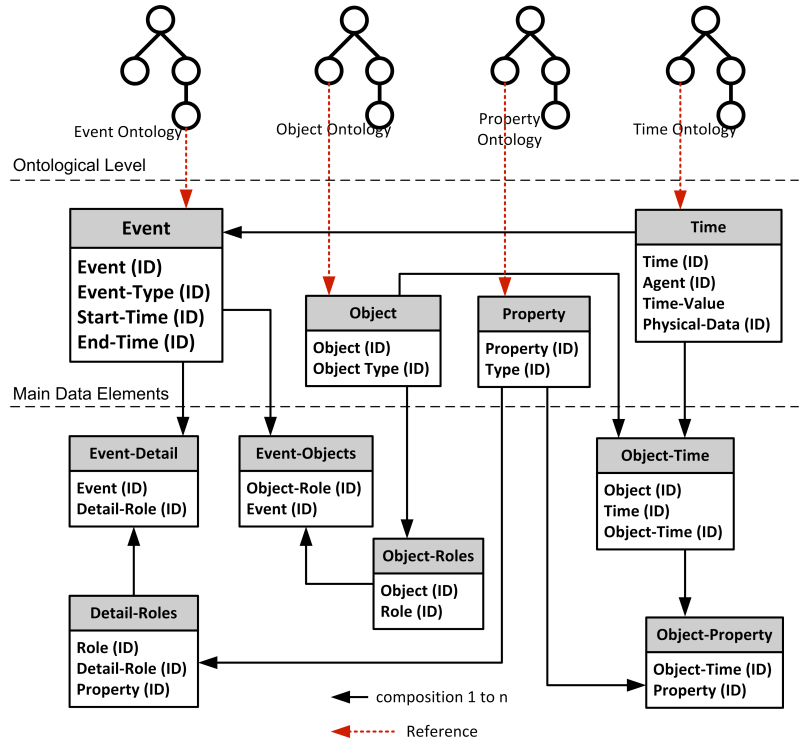 Event Ontology
Object Ontology
Property
Ontology
Time Ontology
Ontological Level
Event
Event (ID)
Event-Type (ID)
Start-Time (ID)
End-Time (ID)
Object
Object (ID)
Object Type (ID)
Property
Property (ID)
Type (ID)
Time
Time (ID)
Agent (ID)
Time-Value
Physical-Data (ID)
Main Data Elements
Event-Detail
Event (ID)
Detail-Role (ID)
Event-Objects
Object-Role (ID)
Event (ID)
Object-Time
Object (ID)
Time (ID)
Object-Time (ID)
Object-Roles
Object (ID)
Role (ID)
Detail-Roles
Role (ID)
Detail-Role (ID)
Property (ID)
Object-Property
Object-Time (ID)
Property (ID)
composition 1 to n
Reference